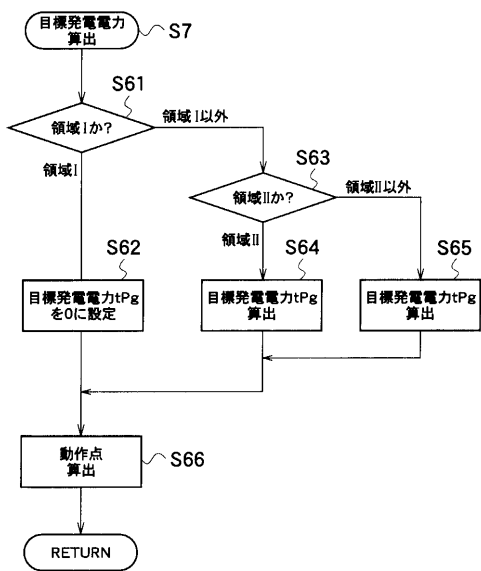 目標発電電力
算出
S7
S61
領域Ⅰか?
領域Ⅰ以外
領域Ⅰ
S63
領域Ⅱか?
領域Ⅱ以外
領域Ⅱ
S62
目標発電電力tPg
を0に設定
S64
目標発電電力tPg
算出
S65
目標発電電力tPg
算出
動作点
算出
S66
RETURN